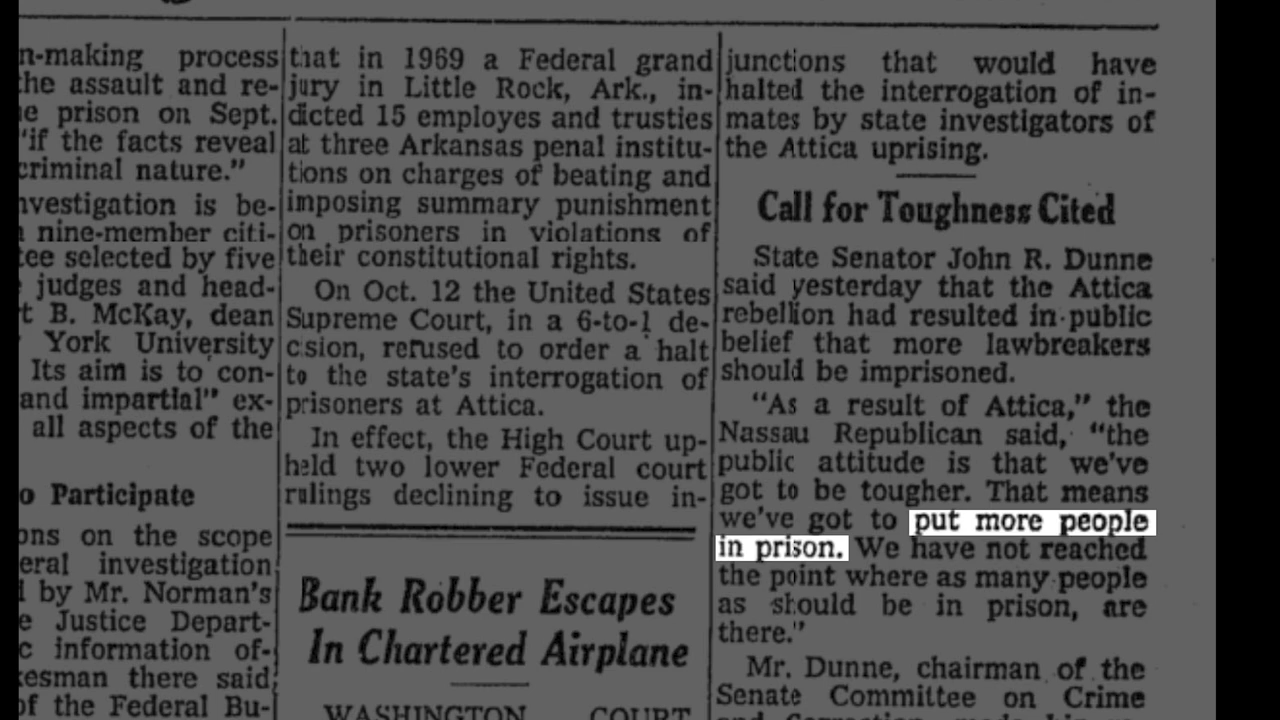 n-making process
the assault and re-
e prison on Sept.
"if the facts reveal
criminal nature."
nvestigation is be-
nine-member citi-
tee selected by five
judges and head-
t B. McKay, dean
York University
Its aim is to con-
and impartial" ex-
all aspects of the
o Participate
ons on the scope
eral investigation
d by Mr. Norman's
e Justice Depart-
c information of-
kesman there said
of the Federal Bu-
that in 1969 a Federal grand
jury in Little Rock, Ark., in-
dicted 15 employes and trusties
at three Arkansas penal institu-
tions on charges of beating and
imposing summary punishment
on prisoners in violations of
their constitutional rights.
On Oct. 12 the United States
Supreme Court, in a 6-to-1 de-
cision, refused to order a halt
to the state's interrogation of
prisoners at Attica.
In effect, the High Court up-
held two lower Federal court
rulings declining to issue in-
Bank Robber Escapes
In Chartered Airplane
WASHINGTON COURT
junctions that would have
halted the interrogation of in-
mates by state investigators of
the Attica uprising.
Call for Toughness Cited
State Senator John R. Dunne
said yesterday that the Attica
rebellion had resulted in public
belief that more lawbreakers
should be imprisoned.
"As a result of Attica," the
Nassau Republican said, "the
public attitude is that we've
got to be tougher. That means
we've got to put more people
in prison. We have not reached
the point where as many people
as should be in prison, are
there."
Mr. Dunne, chairman of the
Senate Committee on Crime
and Correction, made his